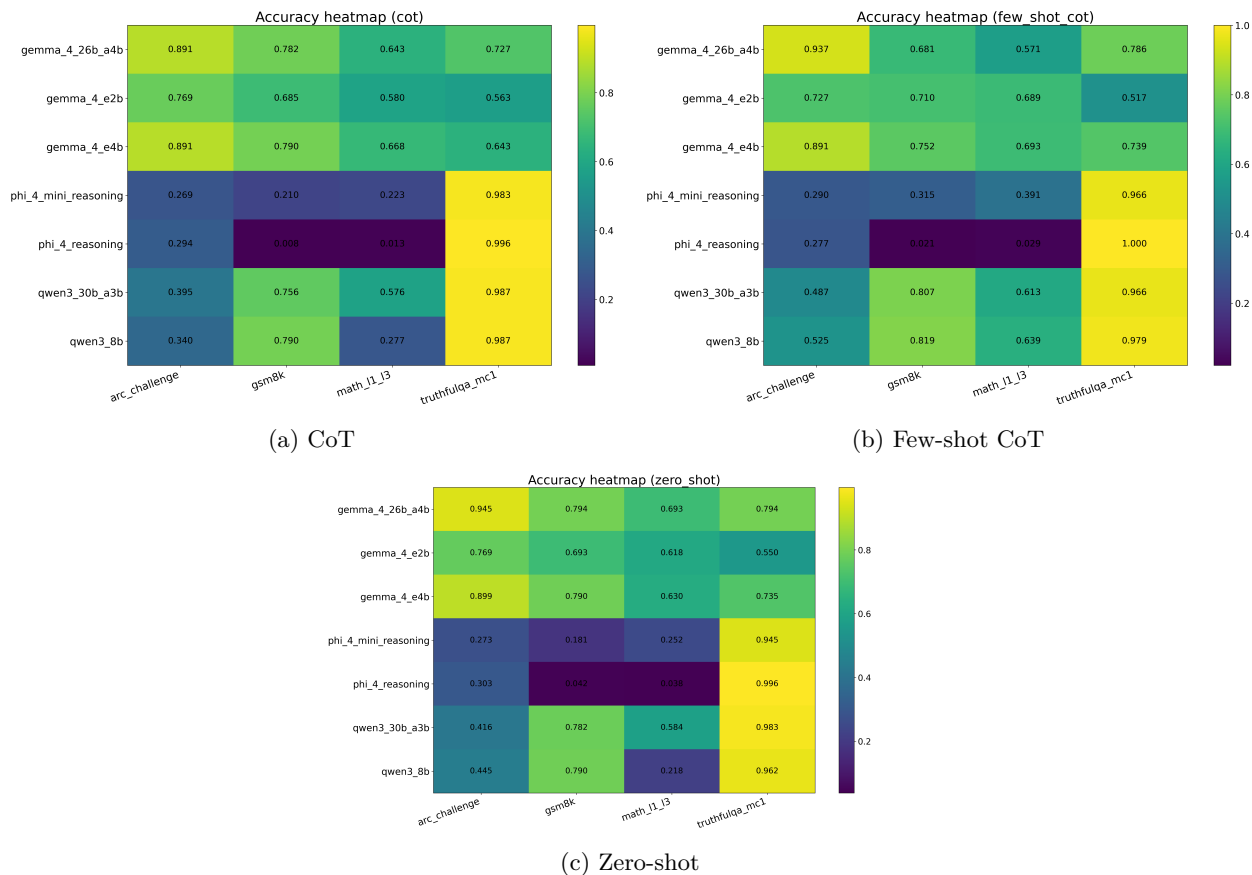 Accuracy heatmap (cot)
gemma_4_26b_a4b 0.891 0.782 0.643 0.727
gemma_4_e2b 0.769 0.685 0.580 0.563
0.8
gemma_4_e4b 0.891 0.790 0.668 0.643
0.6
phi_4_mini_reasoning 0.269 0.210 0.223 0.983
0.4
phi_4_reasoning 0.294 0.008 0.013 0.996
qwen3_30b_a3b 0.395 0.756 0.576 0.987
0.2
qwen3_8b 0.340 0.790 0.277 0.987
arc_challenge gsm8k math_l1_l3 truthfulqa_mc1
(a) CoT
Accuracy heatmap (few_shot_cot)
1.0
gemma_4_26b_a4b 0.937 0.681 0.571 0.786
gemma_4_e2b 0.727 0.710 0.689 0.517
0.8
gemma_4_e4b 0.891 0.752 0.693 0.739
0.6
phi_4_mini_reasoning 0.290 0.315 0.391 0.966
0.4
phi_4_reasoning 0.277 0.021 0.029 1.000
qwen3_30b_a3b 0.487 0.807 0.613 0.966
0.2
qwen3_8b 0.525 0.819 0.639 0.979
arc_challenge gsm8k math_l1_l3 truthfulqa_mc1
(b) Few-shot CoT
Accuracy heatmap (zero_shot)
gemma_4_26b_a4b 0.945 0.794 0.693 0.794
gemma_4_e2b 0.769 0.693 0.618 0.550
0.8
gemma_4_e4b 0.899 0.790 0.630 0.735
0.6
phi_4_mini_reasoning 0.273 0.181 0.252 0.945
0.4
phi_4_reasoning 0.303 0.042 0.038 0.996
qwen3_30b_a3b 0.416 0.782 0.584 0.983
0.2
qwen3_8b 0.445 0.790 0.218 0.962
arc_challenge gsm8k math_l1_l3 truthfulqa_mc1
(c) Zero-shot